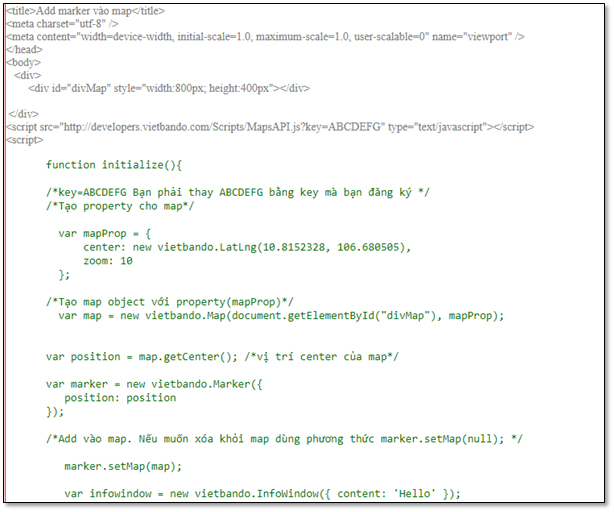 <title>Add marker vào map</title>
<meta charset="utf-8" />
<meta content="width=device-width, initial-scale=1.0, maximum-scale=1.0, user-scalable=0" name="viewport" />
</head>
<body>
<div>
<div id="divMap" style="width:800px; height:400px"></div>
</div>
<script src="http://developers.vietbando.com/Scripts/MapsAPI.js?key=ABCDEFG" type="text/javascript"></script>
<script>
function initialize(){
/*key=ABCDEFG Bạn phải thay ABCDEFG bằng key mà bạn đăng ký */
/*Tạo property cho map*/
var mapProp = {
center: new vietbando.LatLng(10.8152328, 106.680505),
zoom: 10
};
/*Tạo map object với property(mapProp)*/
var map = new vietbando.Map(document.getElementById("divMap"), mapProp);
var position = map.getCenter(); /*vị trí center của map*/
var marker = new vietbando.Marker({
position: position
});
/*Add vào map. Nếu muốn xóa khỏi map dùng phương thức marker.setMap(null); */
marker.setMap(map);
var infowindow = new vietbando.InfoWindow({ content: 'Hello' });